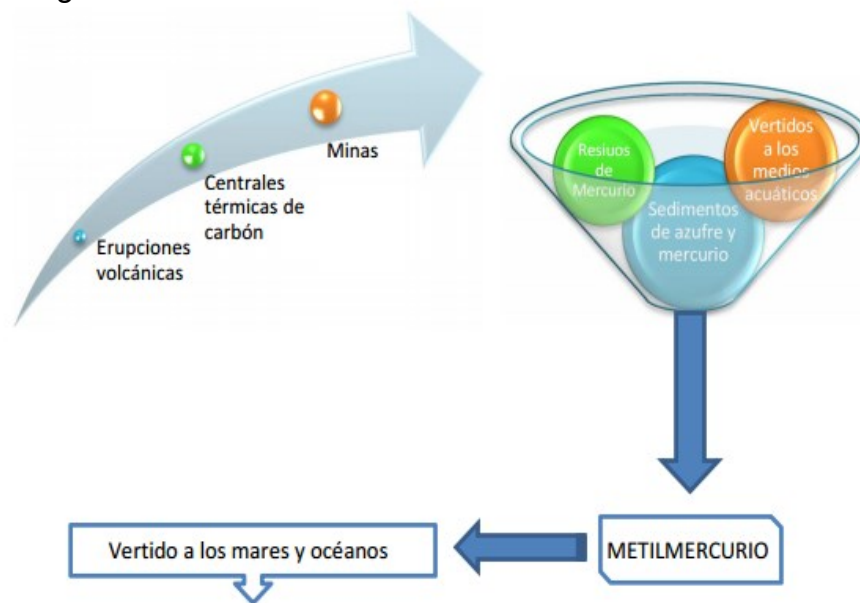 Minas
Centrales
térmicas de
carbón
Erupciones
volcánicas
Resiuos
de
Mercurio
Vertidos
a los
medios
acuáticos
Sedimentos
de azufre y
mercurio
METILMERCURIO
Vertido a los mares y océanos